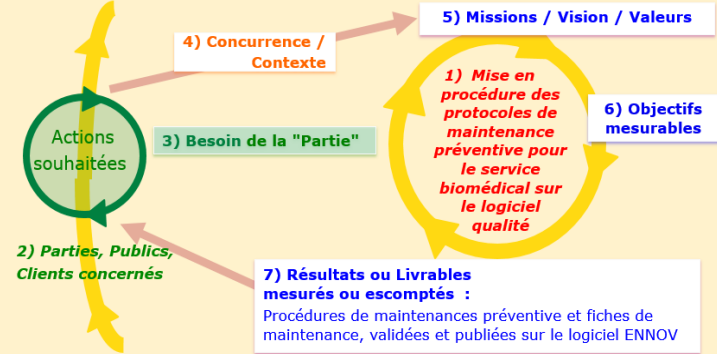 5) Missions / Vision / Valeurs
4) Concurrence /
Contexte
1) Mise en
procédure des
protocoles de
maintenance
préventive pour
le service
biomédical sur
le logiciel
qualité
6) Objectifs
mesurables
Actions
souhaitées
3) Besoin de la "Partie"
2) Parties, Publics,
Clients concernés
7) Résultats ou Livrables
mesurés ou escomptés :
Procédures de maintenances préventive et fiches de
maintenance, validées et publiées sur le logiciel ENNOV